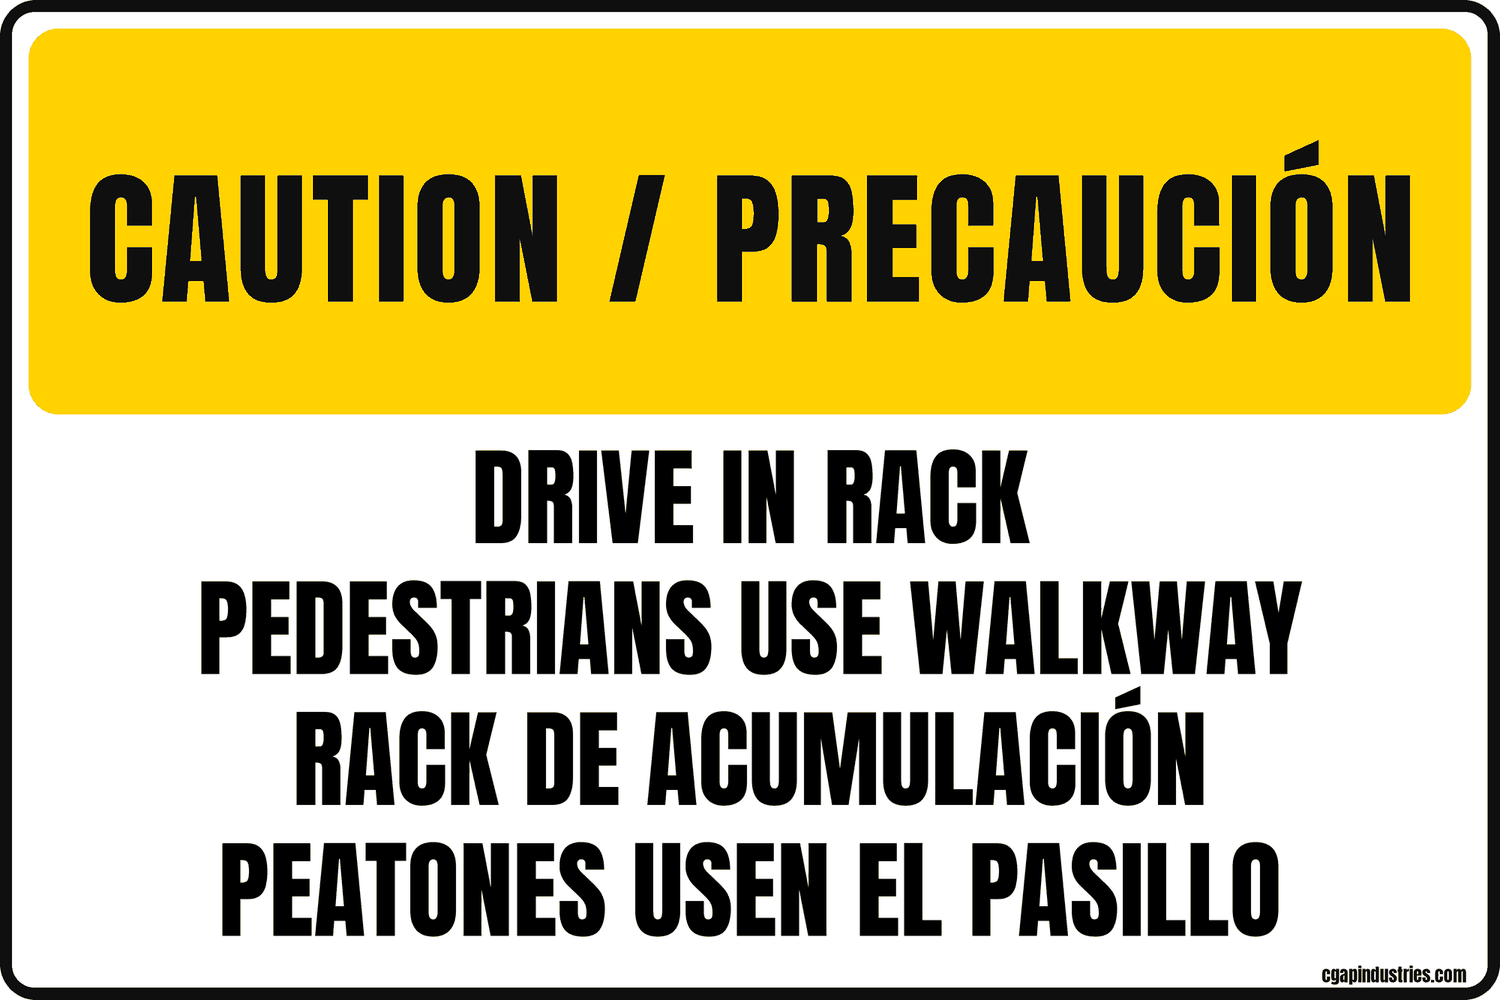 CAUTION / PRECAUCIÓN
DRIVE IN RACK
PEDESTRIANS USE WALKWAY
RACK DE ACUMULACIÓN
PEATONES USEN EL PASILLO
cgapindustries.com